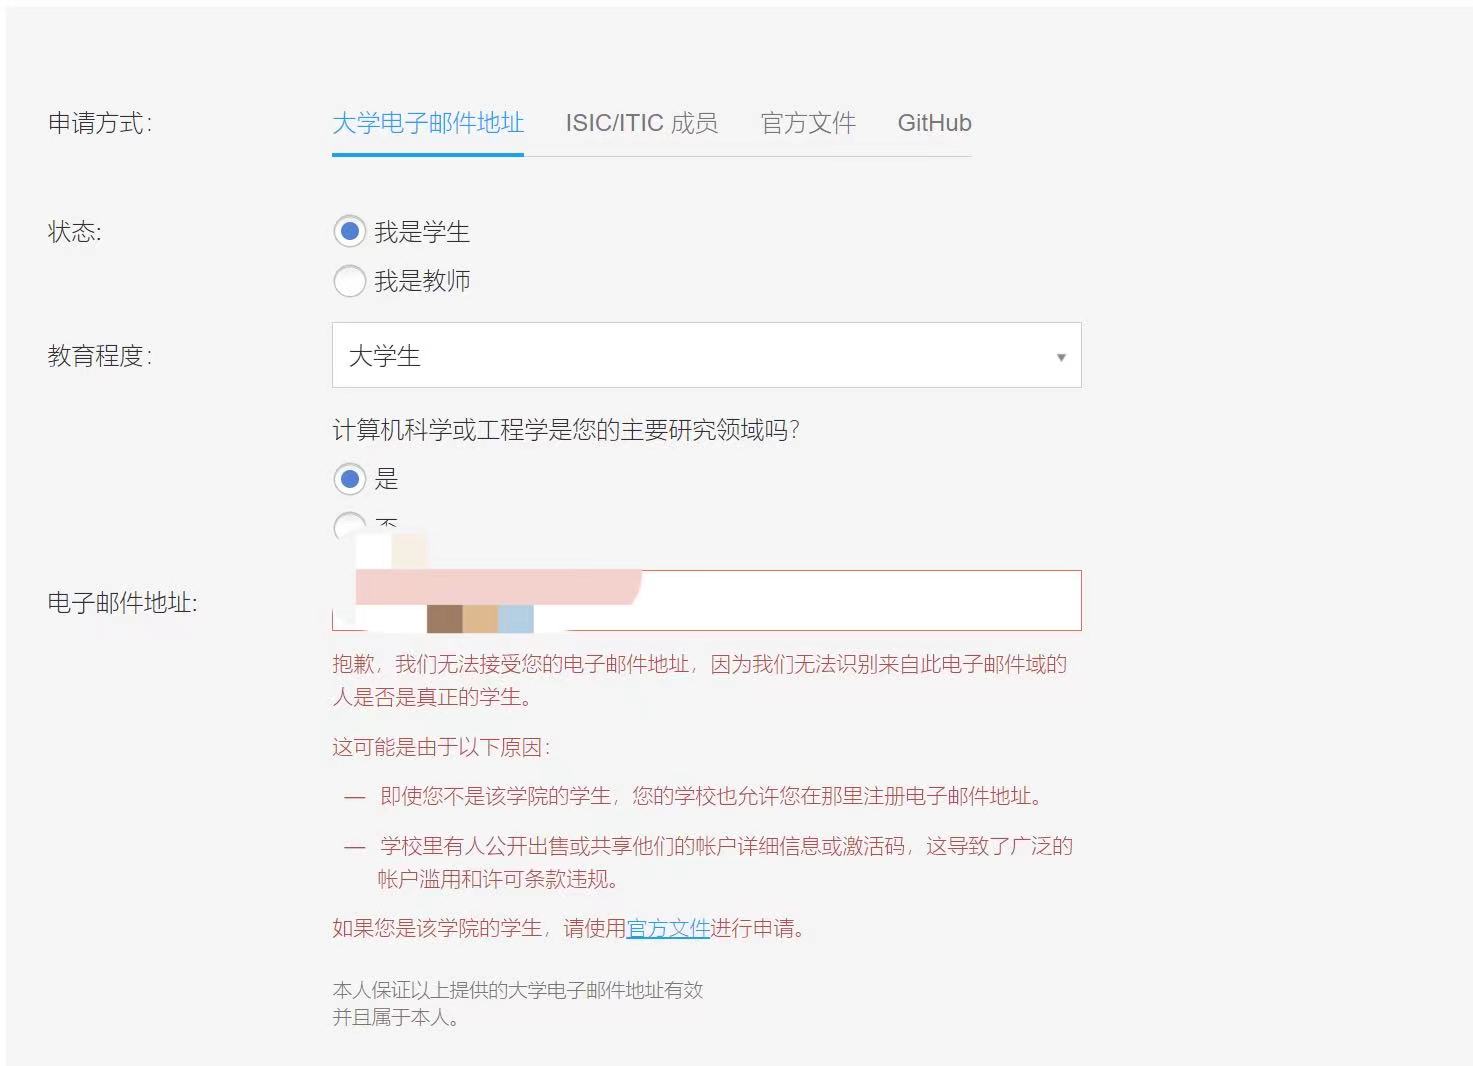 申请方式:
大学电子邮件地址 ISIC/ITIC 成员 官方文件 GitHub
状态:
我是学生
我是教师
教育程度:
大学生
计算机科学或工程学是您的主要研究领域吗?
是
否
电子邮件地址:
抱歉，我们无法接受您的电子邮件地址，因为我们无法识别来自此电子邮件域的
人是否是真正的学生。
这可能是由于以下原因:
— 即使您不是该学院的学生，您的学校也允许您在那里注册电子邮件地址。
— 学校里有人公开出售或共享他们的帐户详细信息或激活码，这导致了广泛的
帐户滥用和许可条款违规。
如果您是该学院的学生，请使用官方文件进行申请。
本人保证以上提供的大学电子邮件地址有效
并且属于本人。